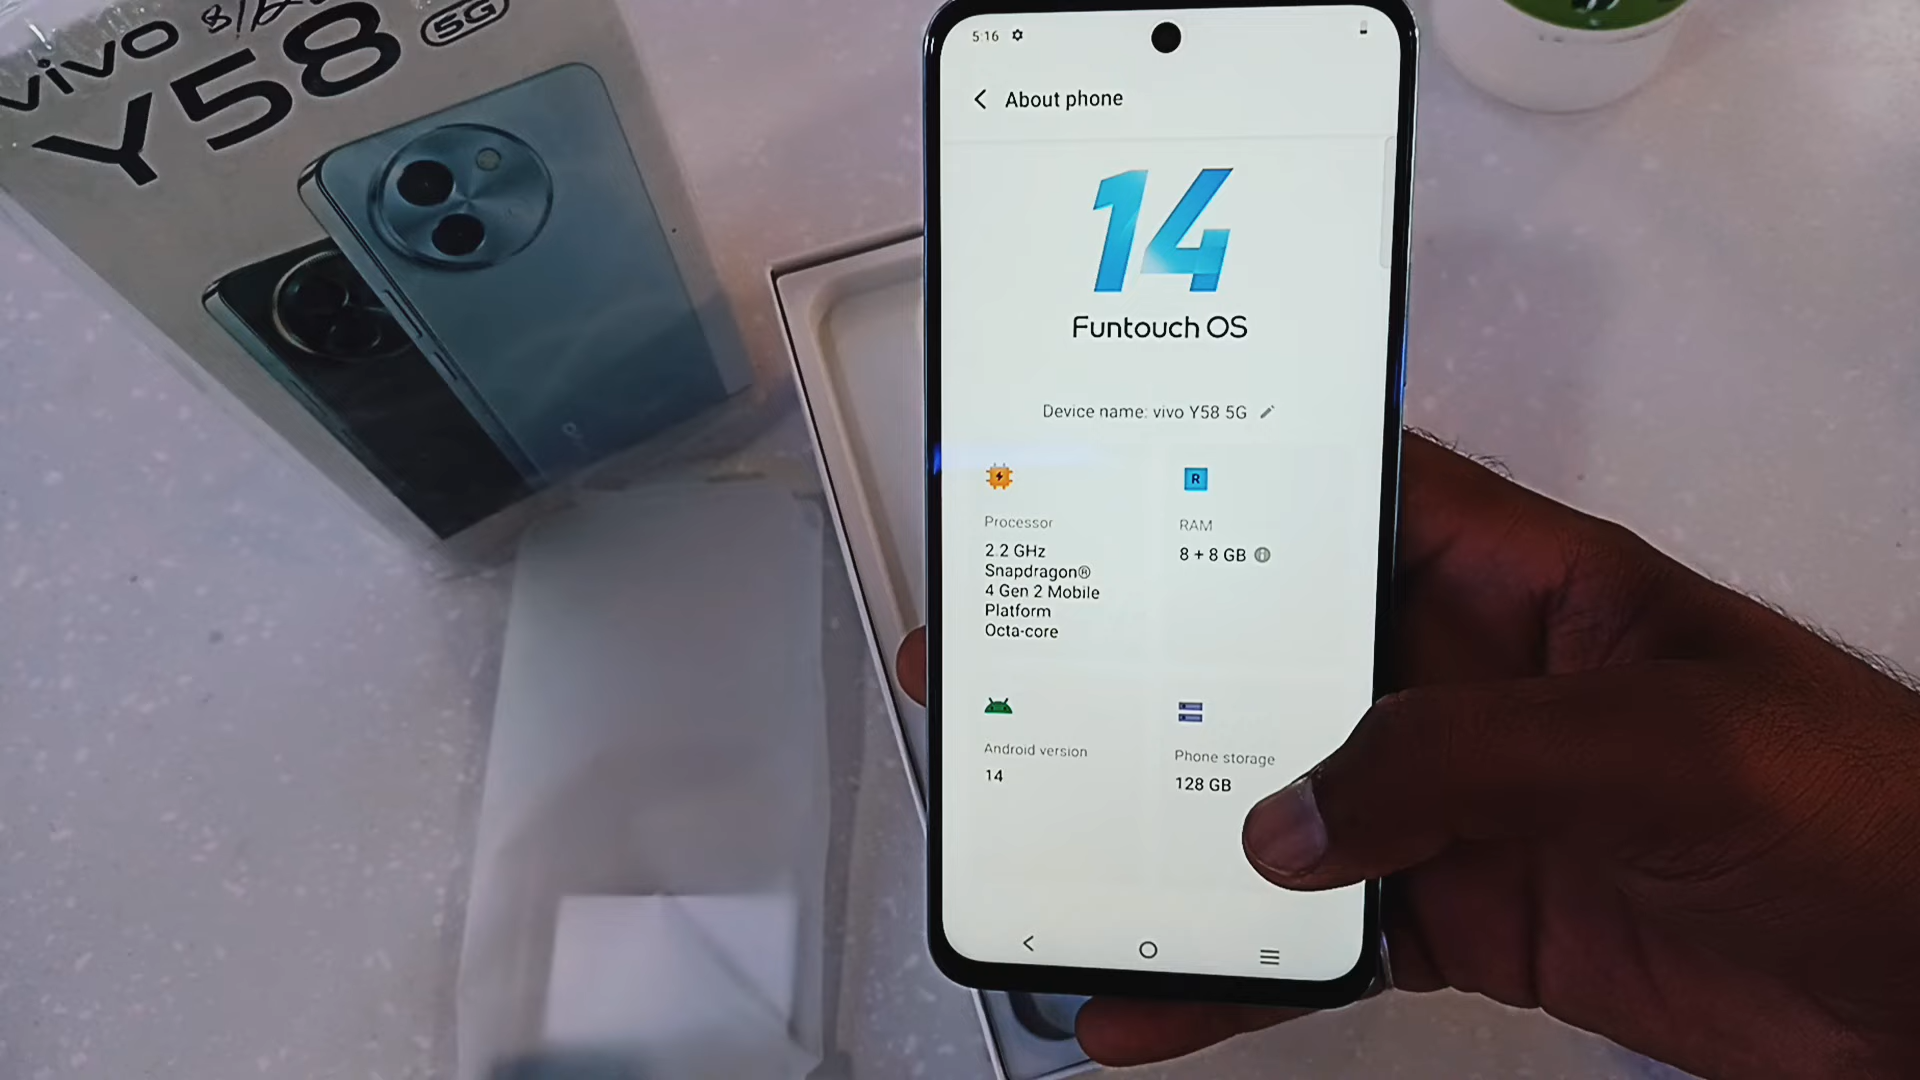 vivo
Y58 5G
5:16
About phone
14
Funtouch OS
Device name: vivo Y58 5G
Processor
2.2 GHz
Snapdragon®
4 Gen 2 Mobile
Platform
Octa-core
R
RAM
8 + 8 GB
Android version
14
Phone storage
128 GB